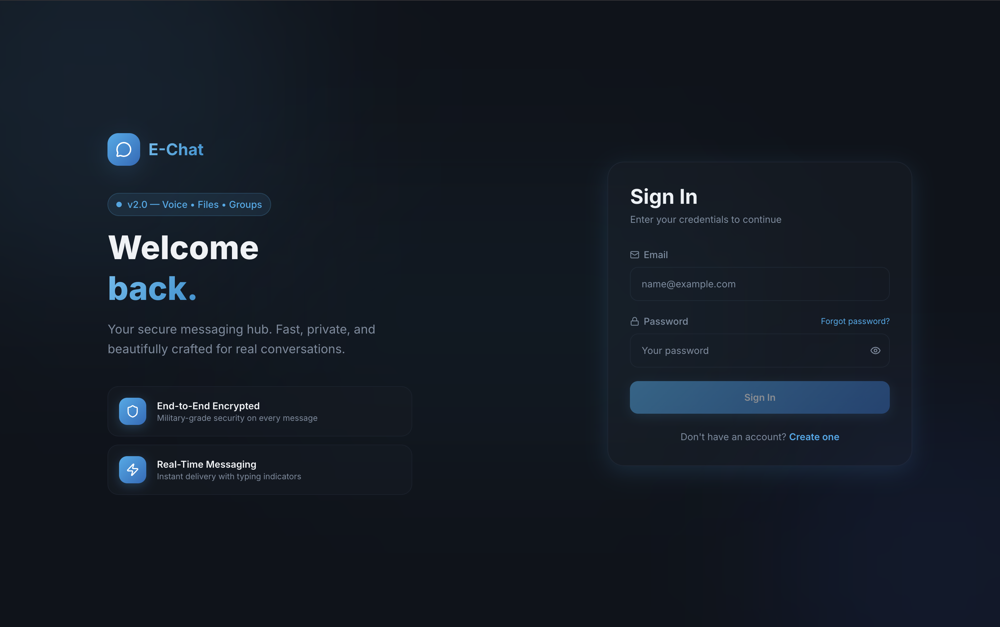 E-Chat
v2.0 — Voice • Files • Groups
Welcome
back.
Your secure messaging hub. Fast, private, and
beautifully crafted for real conversations.
End-to-End Encrypted
Military-grade security on every message
Real-Time Messaging
Instant delivery with typing indicators
Sign In
Enter your credentials to continue
Email
name@example.com
Password
Forgot password?
Your password
Sign In
Don't have an account? Create one